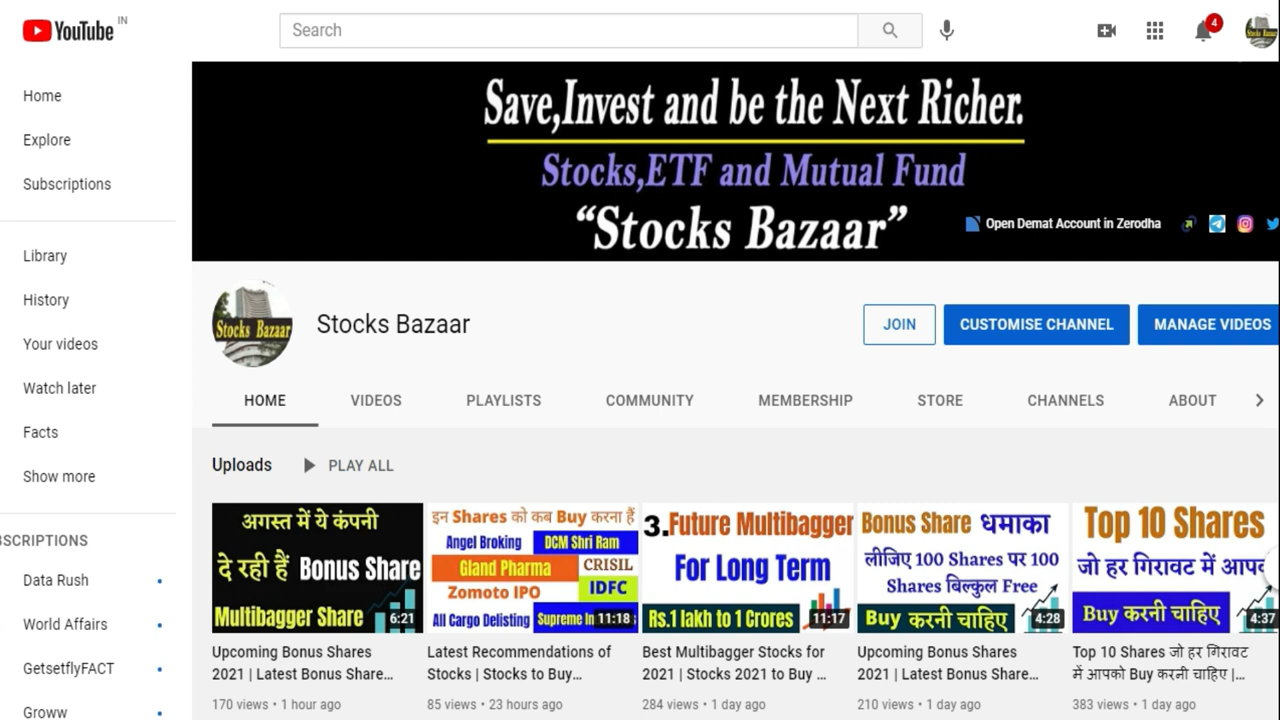 YouTube IN
Search
4
Home
Explore
Subscriptions
Library
History
Your videos
Watch later
Facts
Show more
BSCRIPTIONS
Data Rush
World Affairs
GetsetflyFACT
Groww
Save,Invest and be the Next Richer.
Stocks,ETF and Mutual Fund
“Stocks Bazaar”
Open Demat Account in Zerodha
Stocks Bazaar
Stocks Bazaar
JOIN
CUSTOMISE CHANNEL
MANAGE VIDEOS
HOME
VIDEOS
PLAYLISTS
COMMUNITY
MEMBERSHIP
STORE
CHANNELS
ABOUT
Uploads
PLAY ALL
अगस्त में ये कंपनी
दे रही हैं Bonus Share
Multibagger Share
6:21
Upcoming Bonus Shares
2021 | Latest Bonus Share...
170 views • 1 hour ago
इन Shares को कब Buy करना हैं
Angel Broking DCM Shri Ram
Gland Pharma CRISIL
Zomoto IPO IDFC
All Cargo Delisting Supreme In
11:18
Latest Recommendations of
Stocks | Stocks to Buy...
85 views • 23 hours ago
3.Future Multibagger
For Long Term
Rs.1 lakh to 1 Crores
11:17
Best Multibagger Stocks for
2021 | Stocks 2021 to Buy ...
284 views • 1 day ago
Bonus Share धमाका
लीजिए 100 Shares पर 100
Shares बिल्कुल Free
Buy करनी चाहिए
4:28
Upcoming Bonus Shares
2021 | Latest Bonus Share...
210 views • 1 day ago
Top 10 Shares
जो हर गिरावट में आपको
Buy करनी चाहिए
4:37
Top 10 Shares जो हर गिरावट
में आपको Buy करनी चाहिए |...
383 views • 1 day ago